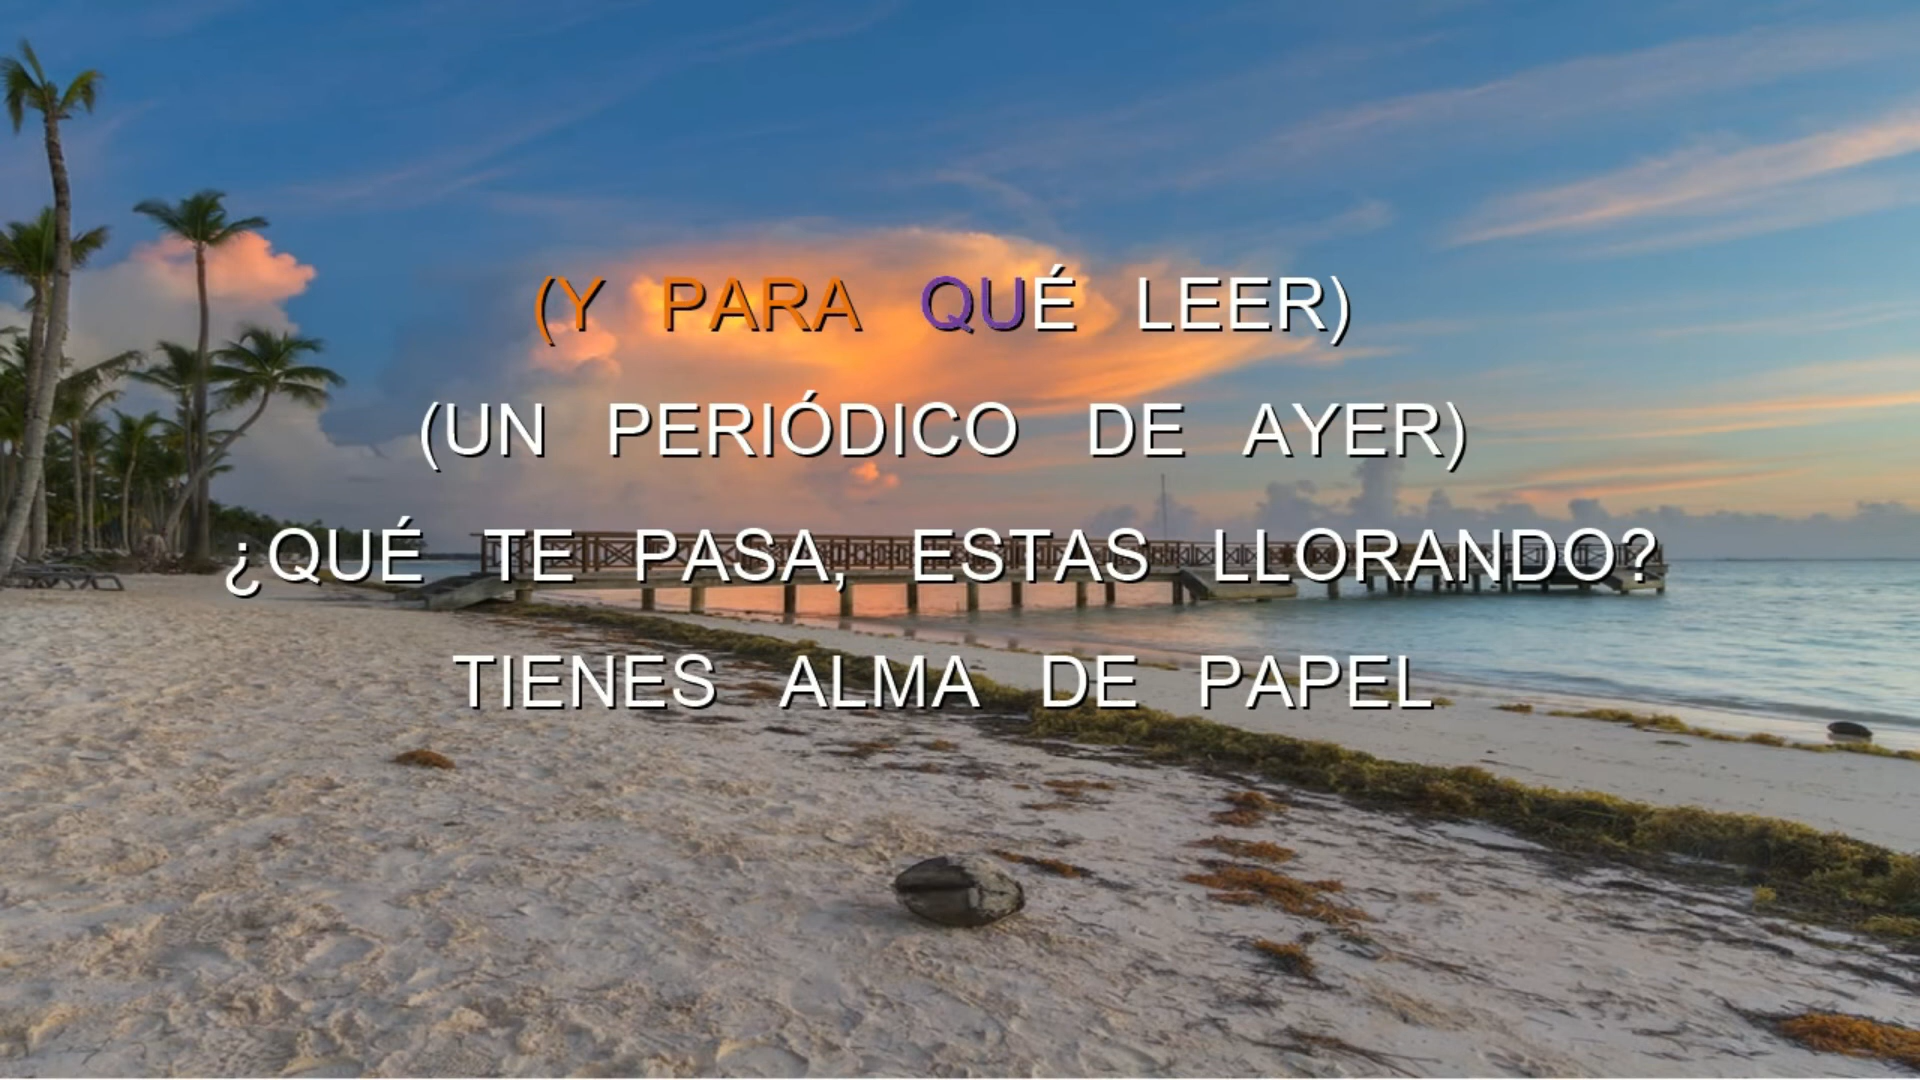 (Y PARA QUÉ LEER)
(UN PERIÓDICO DE AYER)
¿QUÉ TE PASA, ESTAS LLORANDO?
TIENES ALMA DE PAPEL